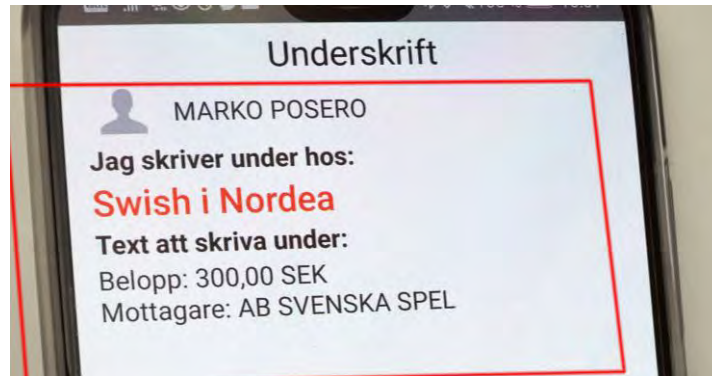 Underskrift
MARKO POSERO
Jag skriver under hos:
Swish i Nordea
Text att skriva under:
Belopp: 300,00 SEK
Mottagare: AB SVENSKA SPEL